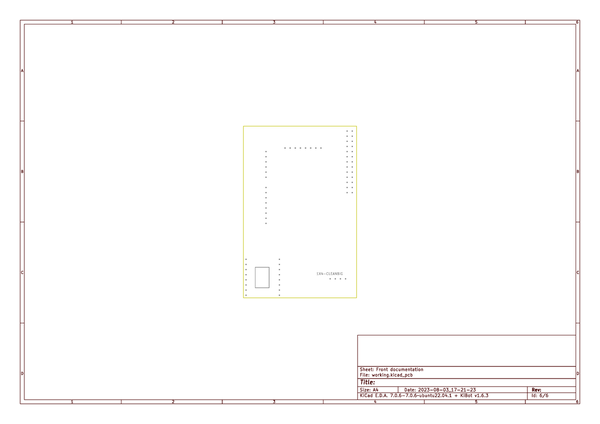 1 2 3 4 5 6
A A
B B
C C
Sheet: Front documentation
File: working.kicad_pcb
Title:
D D
Size: A4 Date: 2023-08-03_17-21-23 Rev:
KiCad E.D.A. 7.0.6-7.0.6~ubuntu22.04.1 + KiBot v1.6.3 Id: 6/6
1 2 3 4 5 6